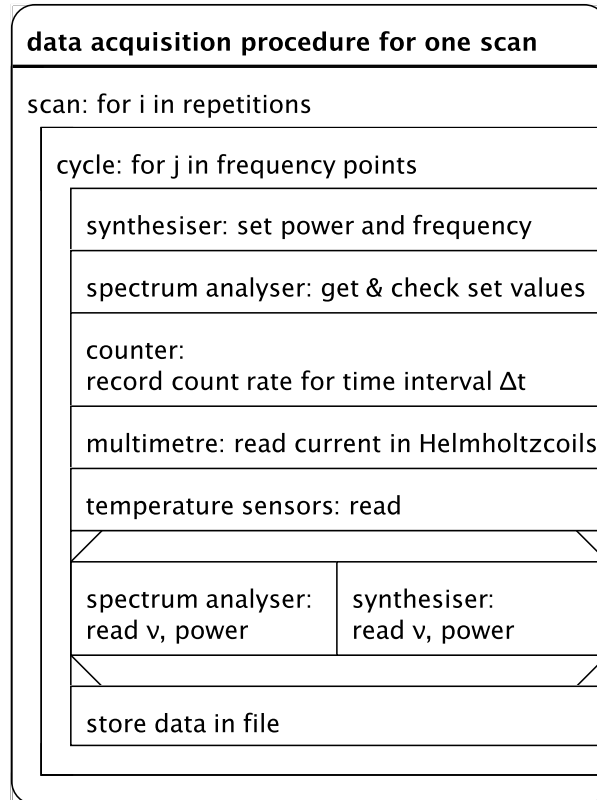 data acquisition procedure for one scan
scan: for i in repetitions
cycle: for j in frequency points
synthesiser: set power and frequency
spectrum analyser: get & check set values
counter:
record count rate for time interval Δt
multimetre: read current in Helmholtzcoils
temperature sensors: read
spectrum analyser:
read ν, power
synthesiser:
read ν, power
store data in file